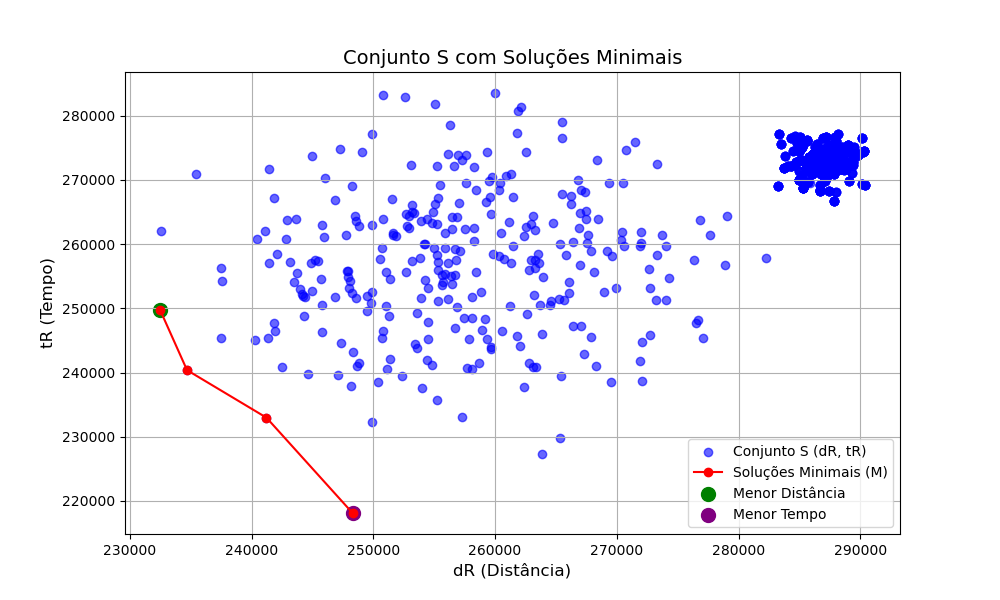 Conjunto S com Soluções Minimais
tR (Tempo)
280000
270000
260000
250000
240000
230000
220000
230000 240000 250000 260000 270000 280000 290000
dR (Distância)
Conjunto S (dR, tR)
Soluções Minimais (M)
Menor Distância
Menor Tempo